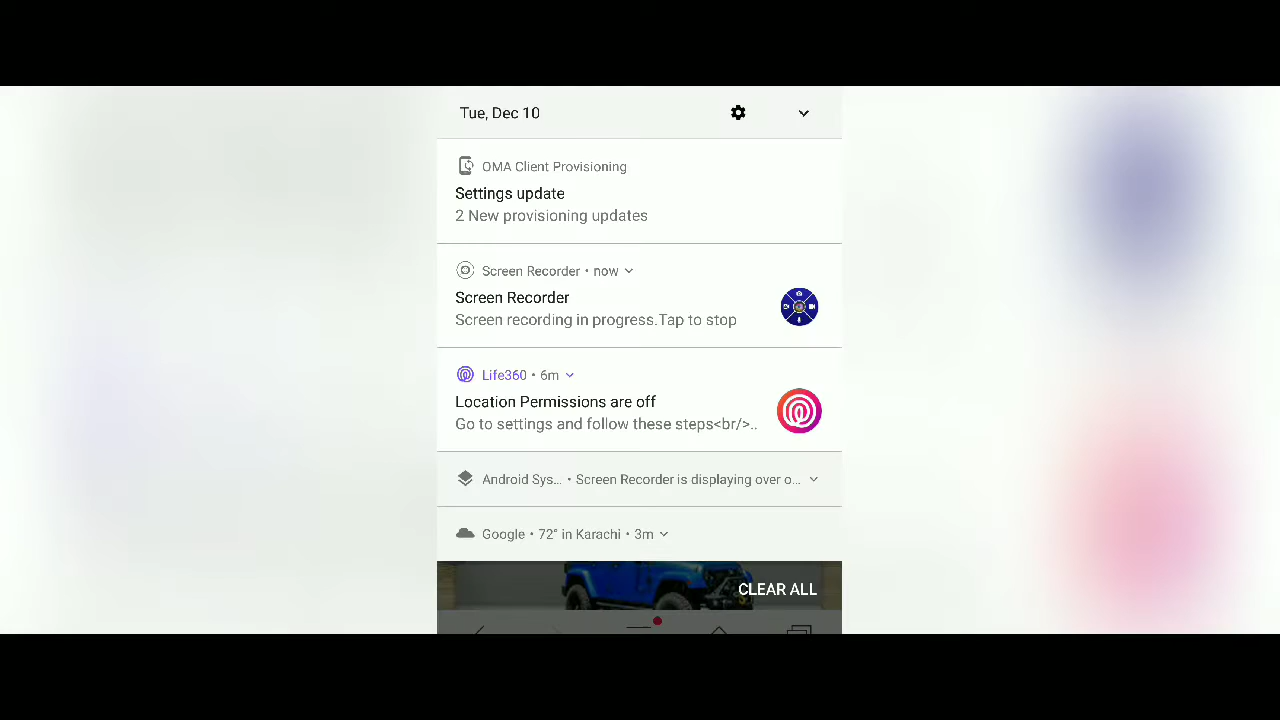 Tue, Dec 10
OMA Client Provisioning
Settings update
2 New provisioning updates
Screen Recorder • now
Screen Recorder
Screen recording in progress.Tap to stop
Life360 • 6m
Location Permissions are off
Go to settings and follow these steps<br/>..
Android Sys... • Screen Recorder is displaying over o...
Google • 72° in Karachi • 3m
CLEAR ALL